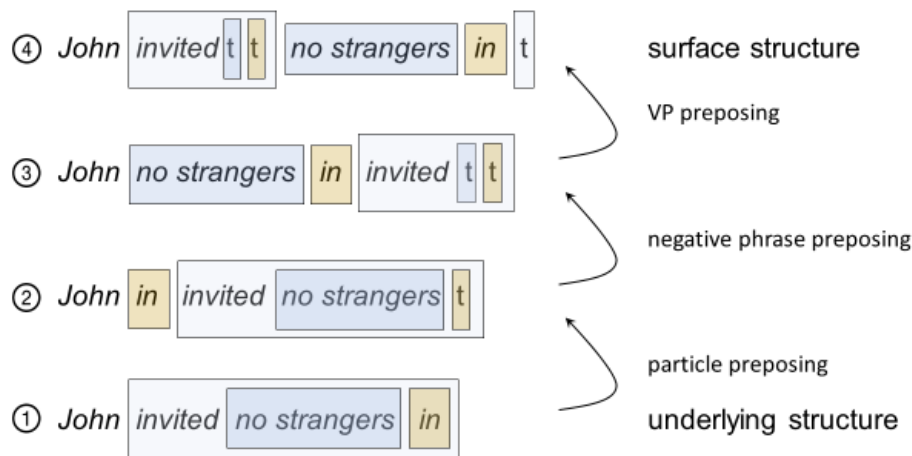 ④ John invited t t no strangers in t surface structure
VP preposing
③ John no strangers in invited t t
negative phrase preposing
② John in invited no strangers t
particle preposing
① John invited no strangers in underlying structure